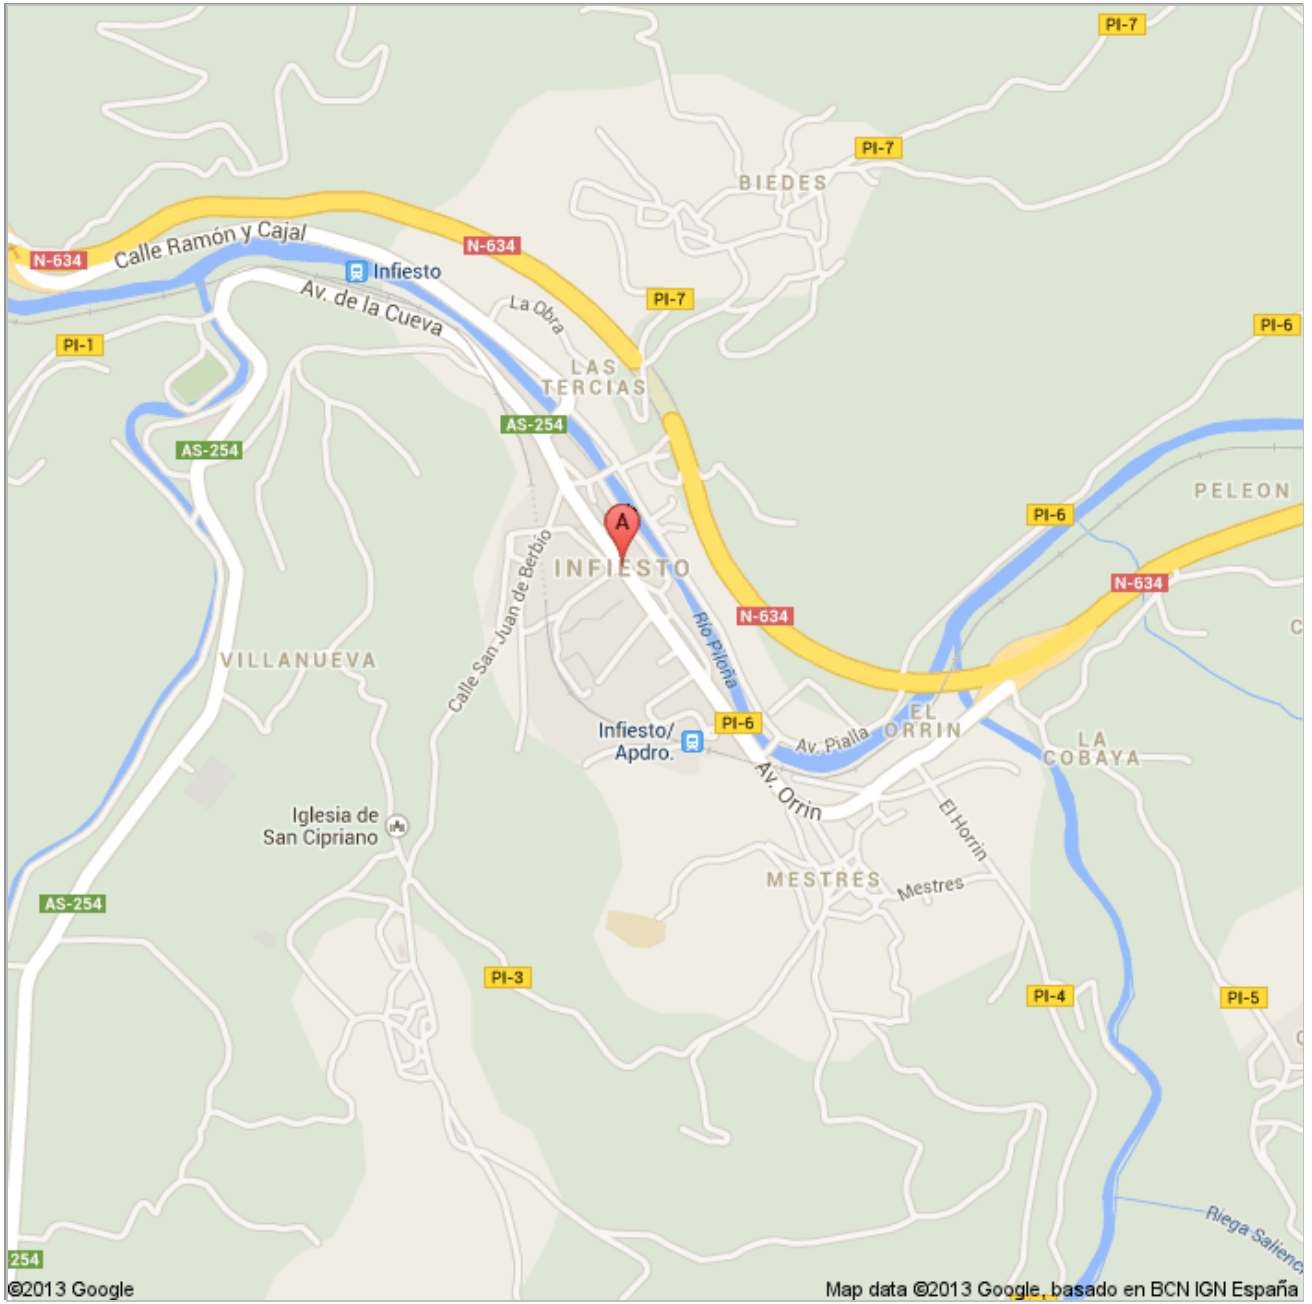 PI-7
PI-7
BIEDES
Calle Ramón y Cajal
N-634
N-634
Infiesto
Av. de la Cueva
La Obra
PI-7
PI-1
PI-6
LAS
TERCIAS
AS-254
AS-254
PELEON
PI-6
A
INFIESTO
N-634
N-634
Calle San Juan de Berbio
Río Piloña
C
VILLANUEVA
Infiesto/
Apdro.
PI-6
Av. Pialla
EL
ORRIN
LA
COBAYA
Av. Orrin
Iglesia de
San Cipriano
El Horrin
MESTRES
Mestres
AS-254
PI-3
PI-4
PI-5
C
Riega Salienc
254
©2013 Google
Map data ©2013 Google, basado en BCN IGN España